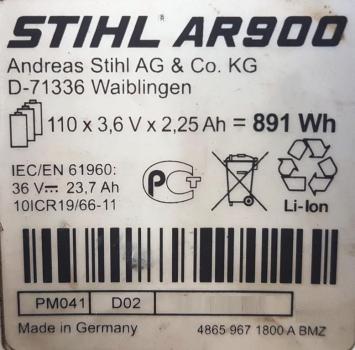 STIHL AR900
Andreas Stihl AG & Co. KG
D-71336 Waiblingen
110 x 3,6 V x 2,25 Ah = 891 Wh
IEC/EN 61960:
36 V⎓ 23,7 Ah
10ICR19/66-11
Li-Ion
PM041 D02
Made in Germany 4865 967 1800 A BMZ